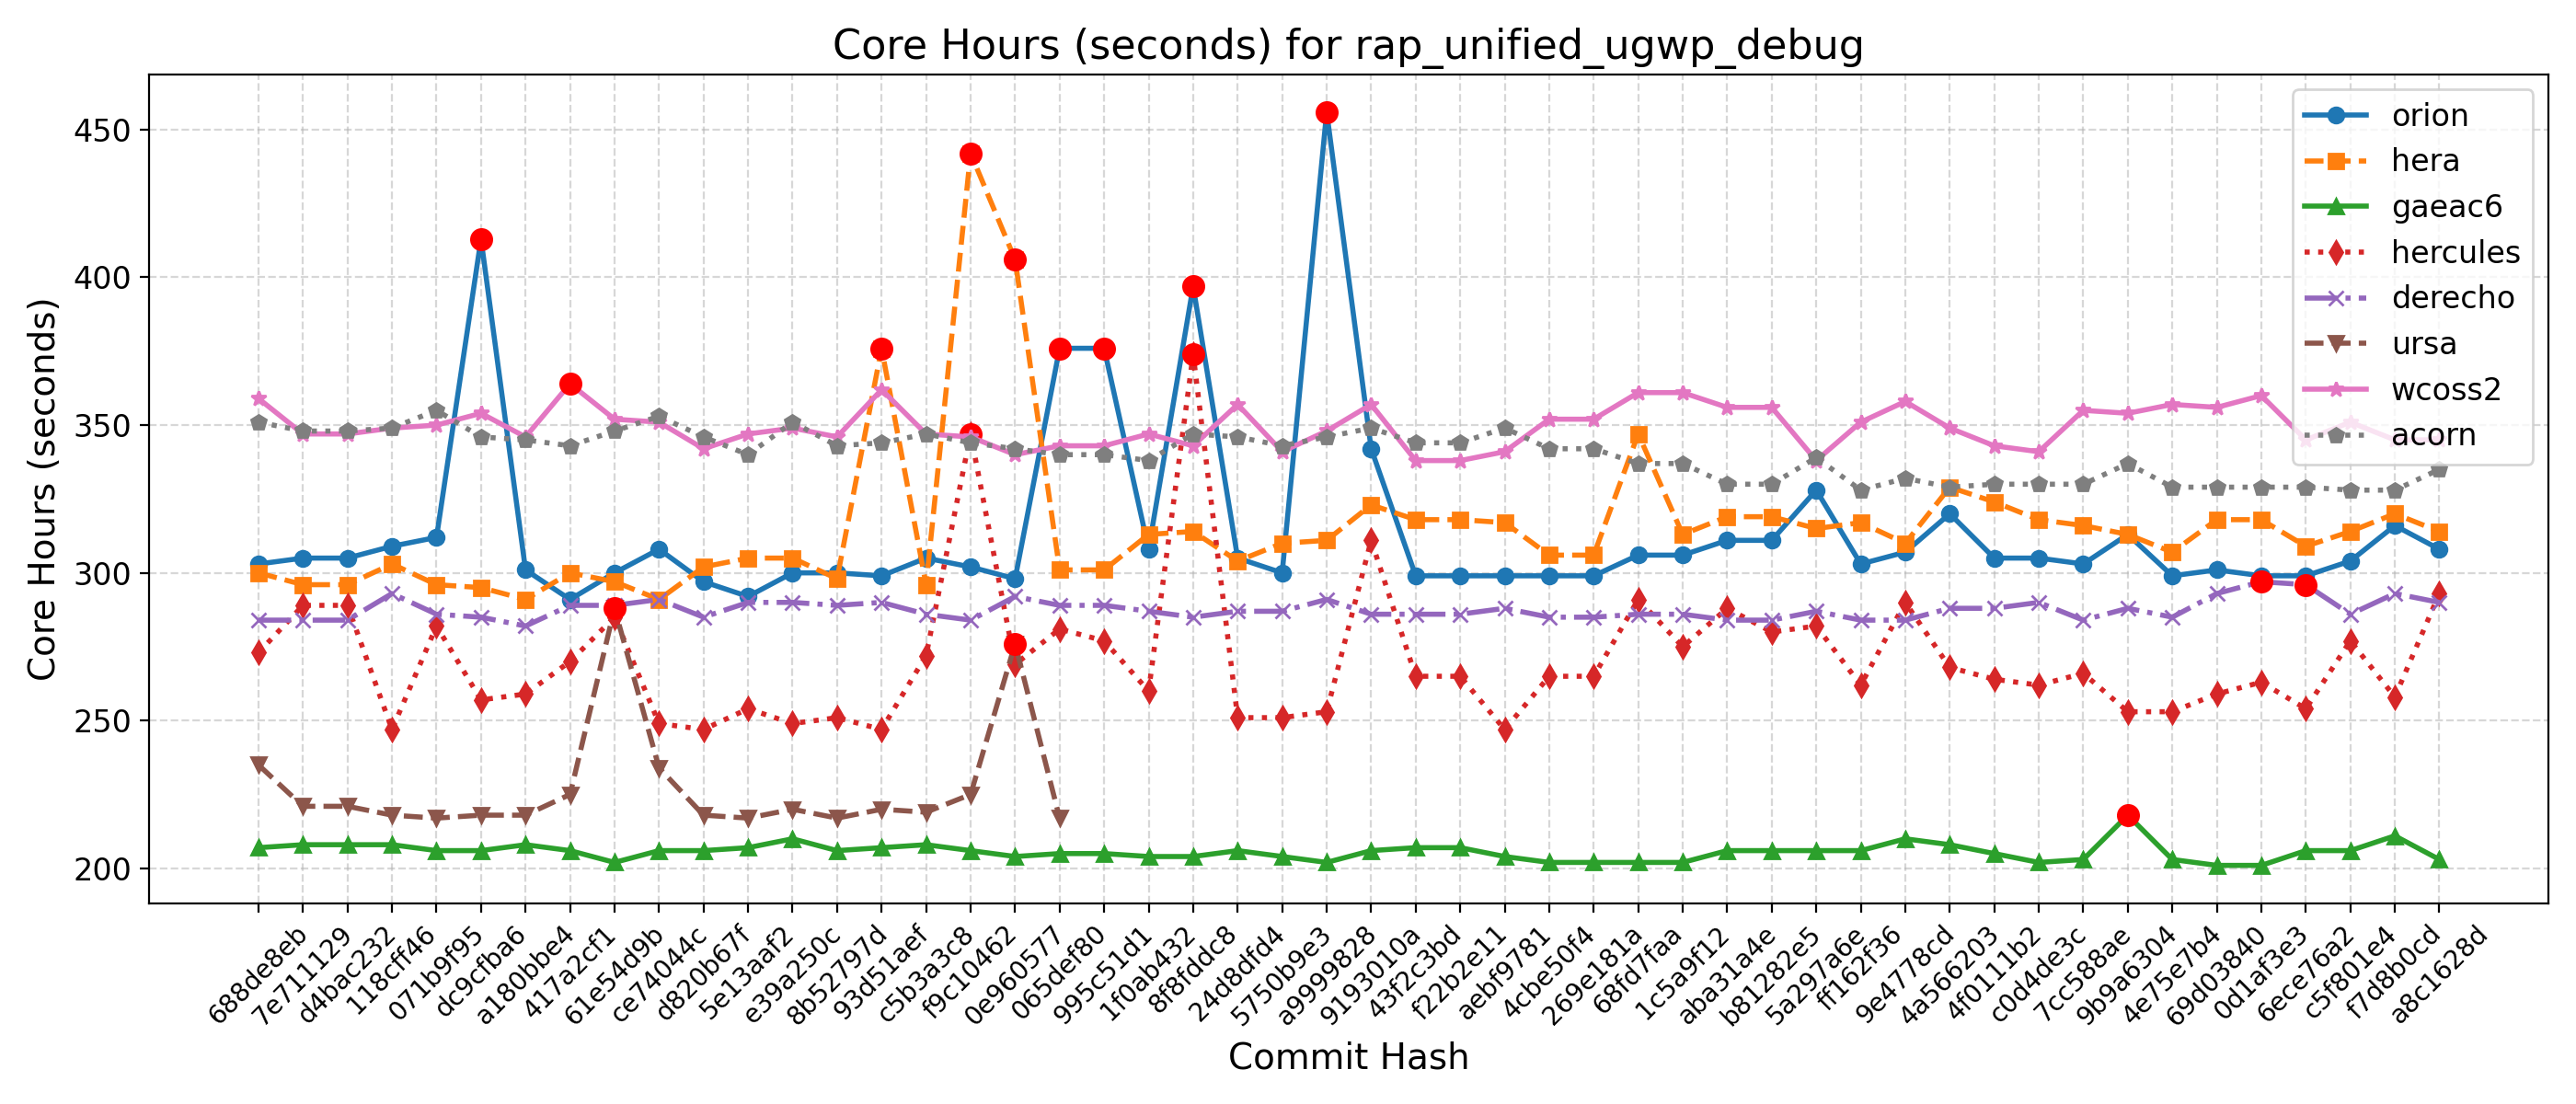 Core Hours (seconds) for rap_unified_ugwp_debug
Core Hours (seconds)
450
400
350
300
250
200
orion
hera
gaeac6
hercules
derecho
ursa
wcoss2
acorn
688de8eb
7e711129
d4bac232
118cff46
071b9f95
dc9cfba6
a180bbe4
417a2cf1
61e54d9b
ce74044c
d820b67f
5e13aaf2
e39a250c
8b52797d
93d51aef
c5b3a3c8
f9c10462
0e960577
065def80
995c51d1
1f0ab432
8f8fddc8
24d8dfd4
5750b9e3
a9999828
9193010a
43f2c3bd
f22b2e11
aebf9781
4cbe50f4
269e181a
68fd7faa
1c5a9f12
aba31a4e
b81282e5
5a297a6e
ff162f36
9e4778cd
4a566203
4f0111b2
c0d4de3c
7cc588ae
9b9a6304
4e75e7b4
69d03840
0d1af3e3
6ece76a2
c5f801e4
f7d8b0cd
a8c1628d
Commit Hash